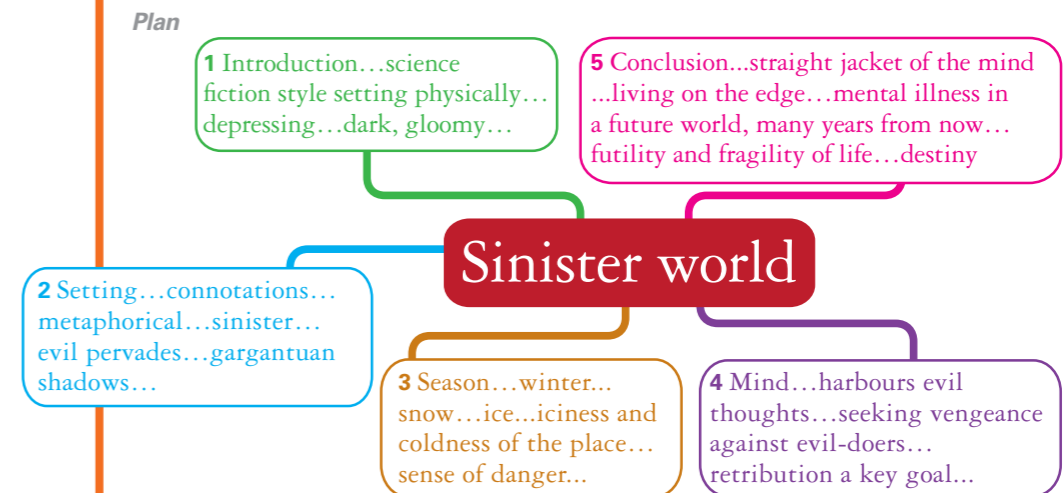 Plan
1 Introduction…science
fiction style setting physically…
depressing…dark, gloomy…
5 Conclusion...straight jacket of the mind
...living on the edge…mental illness in
a future world, many years from now…
futility and fragility of life…destiny
Sinister world
2 Setting…connotations…
metaphorical…sinister…
evil pervades…gargantuan
shadows…
3 Season…winter...
snow…ice...iciness and
coldness of the place…
sense of danger...
4 Mind…harbours evil
thoughts…seeking vengeance
against evil-doers…
retribution a key goal...